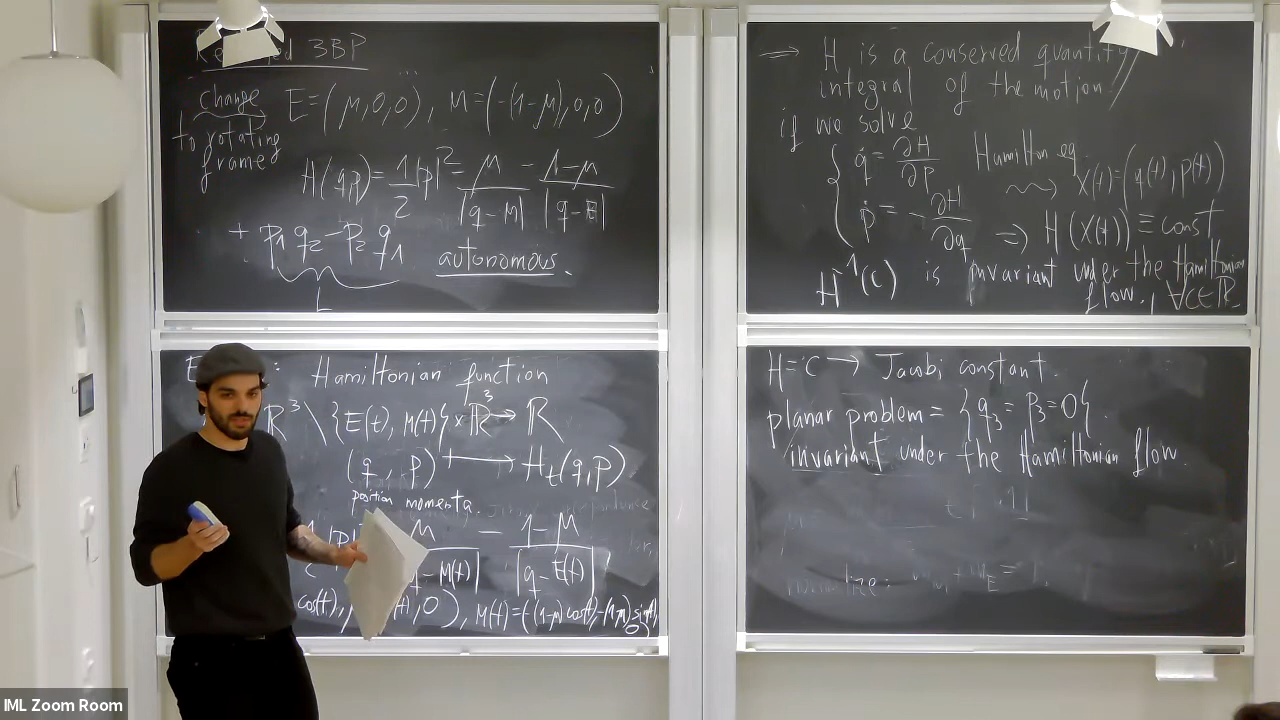 3BP
change
to rotating
frame
E=(μ,0,0), M=(-(1-μ),0,0)
H(q,p)=1/2|p|²-μ/|q-M|-1-μ/|q-E|
+ p₁q₂-p₂q₁
L
autonomous.
: Hamiltonian function
ℝ³\{E(t), M(t)}×ℝ³→ℝ
(q, p)⟼H_t(q,p)
position momenta.
μ - 1-μ
-M(t)| |q-E(t)|
cos(t), ,0), M(t)=(-(1-μ)cos(t),-(1-μ)sin(t),0)
⇒ H is a conserved quantity/
integral of the motion!
if we solve
{ q̇=∂H/∂p Hamilton eq
ṗ=-∂H/∂q
⇝ X(t)=(q(t),p(t))
⇒ H(X(t))≡const
H⁻¹(c) is invariant under the Hamiltonian
flow., ∀c∈ℝ.
H=c → Jacobi constant.
planar problem={q₃=p₃=0}.
invariant under the Hamiltonian flow.
IML Zoom Room